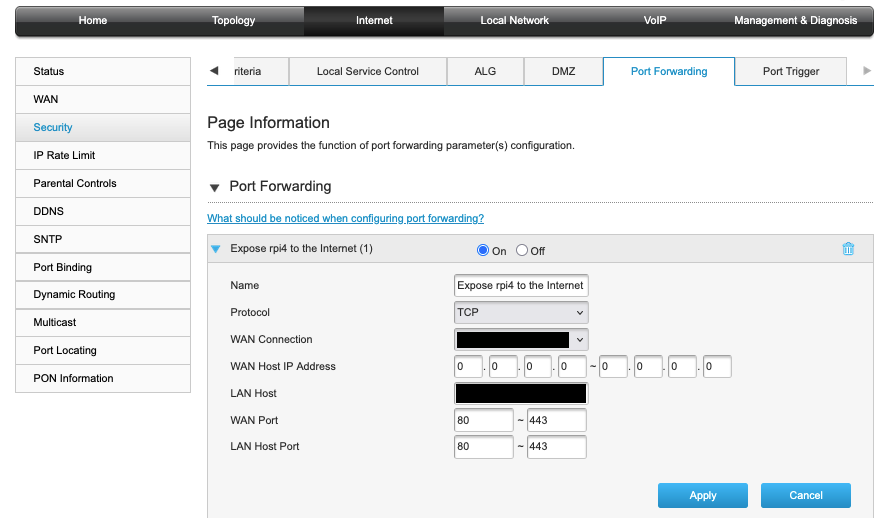 Home Topology Internet Local Network VoIP Management & Diagnosis
Status
WAN
Security
IP Rate Limit
Parental Controls
DDNS
SNTP
Port Binding
Dynamic Routing
Multicast
Port Locating
PON Information
riteria Local Service Control ALG DMZ Port Forwarding Port Trigger
Page Information
This page provides the function of port forwarding parameter(s) configuration.
Port Forwarding
What should be noticed when configuring port forwarding?
Expose rpi4 to the Internet (1) On Off
Name Expose rpi4 to the Internet
Protocol TCP
WAN Connection
WAN Host IP Address 0 . 0 . 0 . 0 ~ 0 . 0 . 0 . 0
LAN Host
WAN Port 80 ~ 443
LAN Host Port 80 ~ 443
Apply Cancel